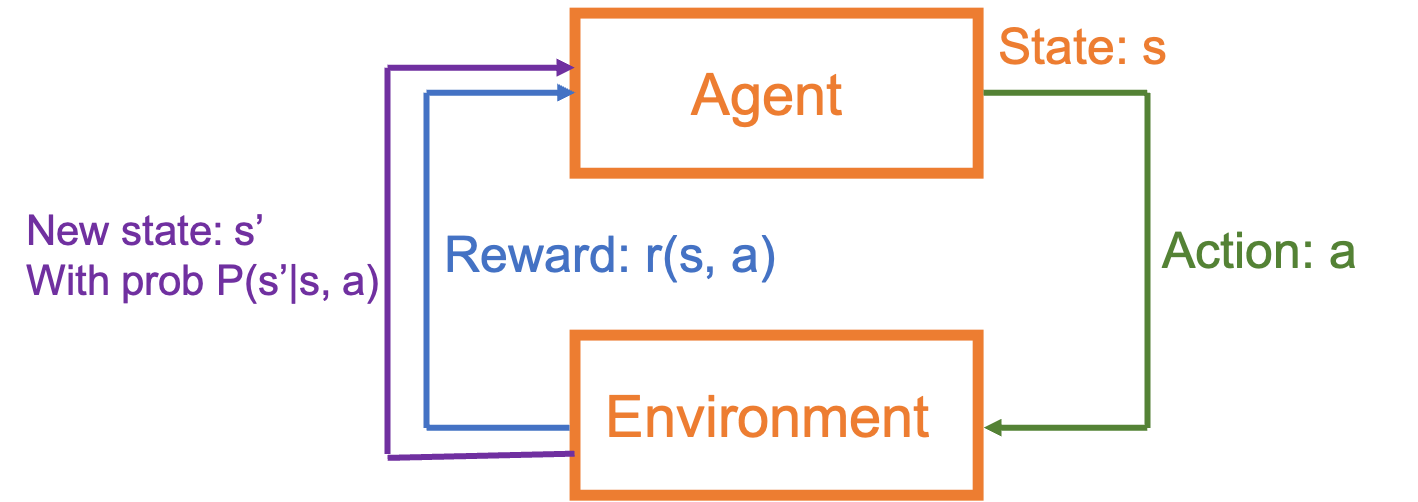 State: s
Agent
New state: s’
With prob P(s’|s, a)
Reward: r(s, a)
Action: a
Environment